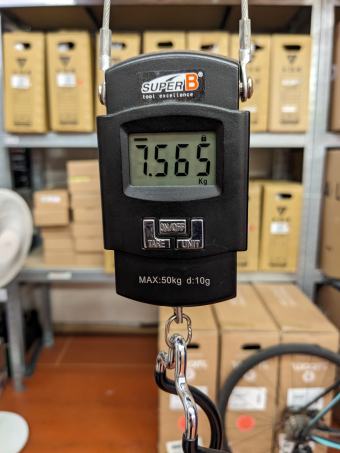 SUPER B®
tool excellence
7.565
Kg
ON/OFF
TARE UNIT
MAX:50kg d:10g